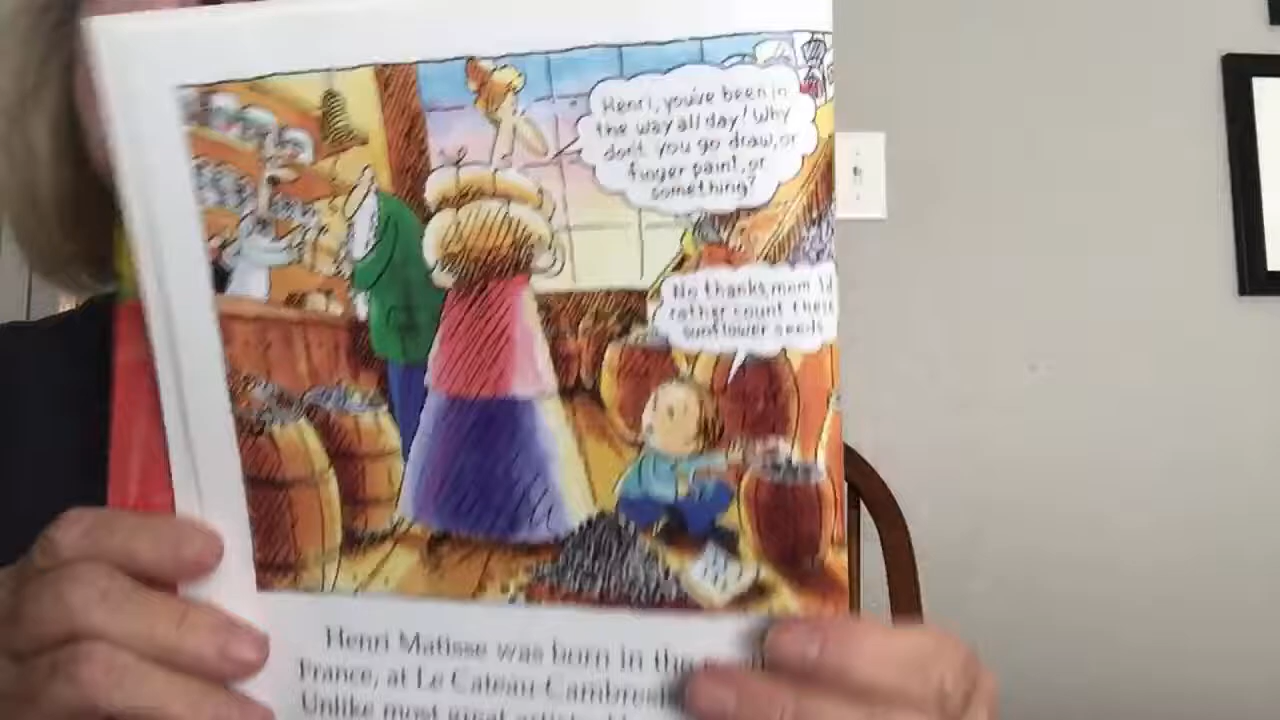 Henri, you've been in
the way all day! Why
don't you go draw, or
finger paint, or
something?
No thanks, mom. I'd
rather count these
sunflower seeds
Henri Matisse was born in the
France, at Le Cateau-Cambres
Unlike most great